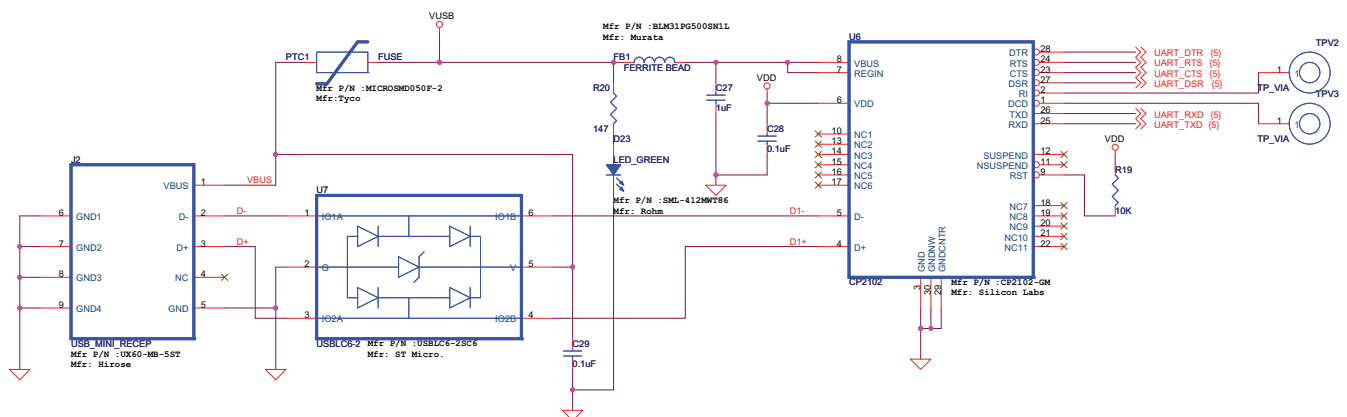 VUSB
Mfr P/N :BLM31PG500SN1L
Mfr: Murata
PTC1
FUSE
Mfr P/N :MICROSMD050F-2
Mfr:Tyco
FB1
FERRITE BEAD
R20
147
D23
LED_GREEN
Mfr P/N :SML-412MWT86
Mfr: Rohm
C27
1uF
VDD
C28
0.1uF
J2
VBUS 1 VBUS
D- 2 D-
D+ 3 D+
NC 4
GND 5
6 GND1
7 GND2
8 GND3
9 GND4
USB_MINI_RECEP
Mfr P/N :UX60-MB-5ST
Mfr: Hirose
U7
1 IO1A
IO1B 6
2 G
V 5
3 IO2A
IO2B 4
USBLC6-2
Mfr P/N :USBLC6-2SC6
Mfr: ST Micro.
C29
0.1uF
D1-
D1+
U6
8 VBUS
7 REGIN
6 VDD
10 NC1
13 NC2
14 NC3
15 NC4
16 NC5
17 NC6
5 D-
4 D+
DTR 28 UART_DTR {5}
RTS 24 UART_RTS {5}
CTS 23 UART_CTS {5}
DSR 27 UART_DSR {5}
RI 2
DCD 1
TXD 26 UART_RXD {5}
RXD 25 UART_TXD {5}
SUSPEND 12
NSUSPEND 11
RST 9
NC7 18
NC8 19
NC9 20
NC10 21
NC11 22
GND
GNDNW
GNDCNTR
3
30
29
CP2102
Mfr P/N :CP2102-GM
Mfr: Silicon Labs
VDD
R19
10K
TPV2
1 1
TP_VIA
TPV3
1 1
TP_VIA